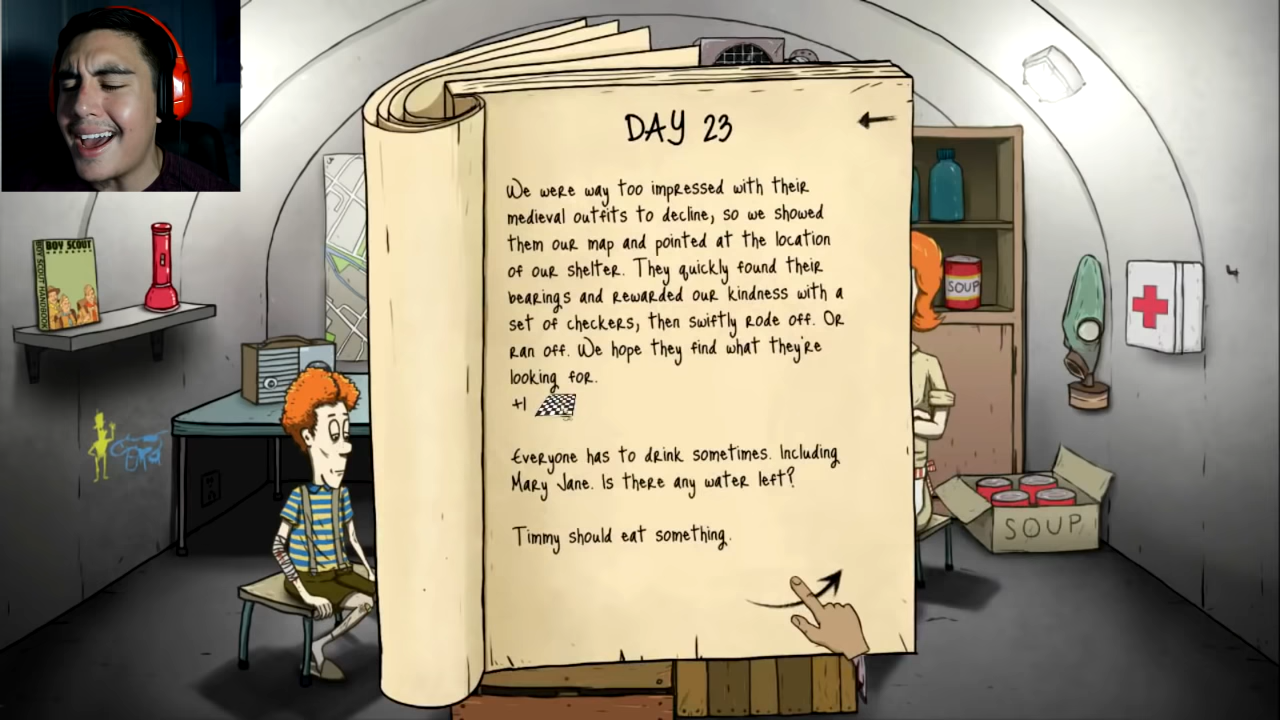 DAY 23
We were way too impressed with their
medieval outfits to decline, so we showed
them our map and pointed at the location
of our shelter. They quickly found their
bearings and rewarded our kindness with a
set of checkers, then swiftly rode off. Or
ran off. We hope they find what they're
looking for.
+1
Everyone has to drink sometimes. Including
Mary Jane. Is there any water left?
Timmy should eat something.
BOY SCOUT
BOY SCOUT HANDBOOK
SOUP
SOUP